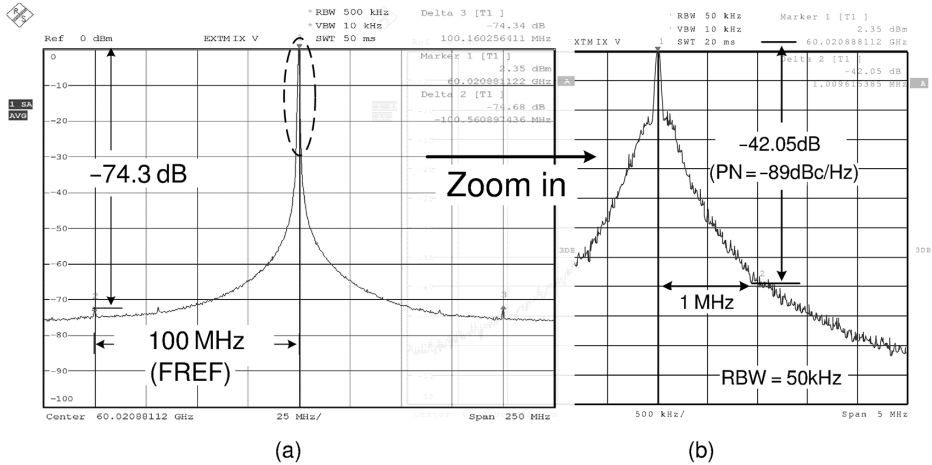 R S
* RBW 500 kHz
* VBW 10 kHz
SWT 50 ms
Ref 0 dBm
EXTMIX V
Delta 3 [T1 ]
-74.34 dB
100.160256411 MHz
Marker 1 [T1 ]
2.35 dBm
60.020881122 GHz
Delta 2 [T1 ]
-74.68 dB
-100.560897436 MHz
A
1 SA
AVG
0
-10
-20
-30
-40
-50
-60
-70
-80
-90
-100
−74.3 dB
2
1
3
100 MHz
(FREF)
3DB
Center 60.02088112 GHz
25 MHz/
Span 250 MHz
(a)
Zoom in
* RBW 50 kHz
* VBW 10 kHz
SWT 20 ms
XTMIX V
Marker 1 [T1 ]
2.35 dBm
60.020888112 GHz
Delta 2 [T1 ]
-42.05 dB
1.009615385 MHz
A
1
−42.05dB
(PN = −89dBc/Hz)
2
1 MHz
3DB
RBW = 50kHz
500 kHz/
Span 5 MHz
(b)